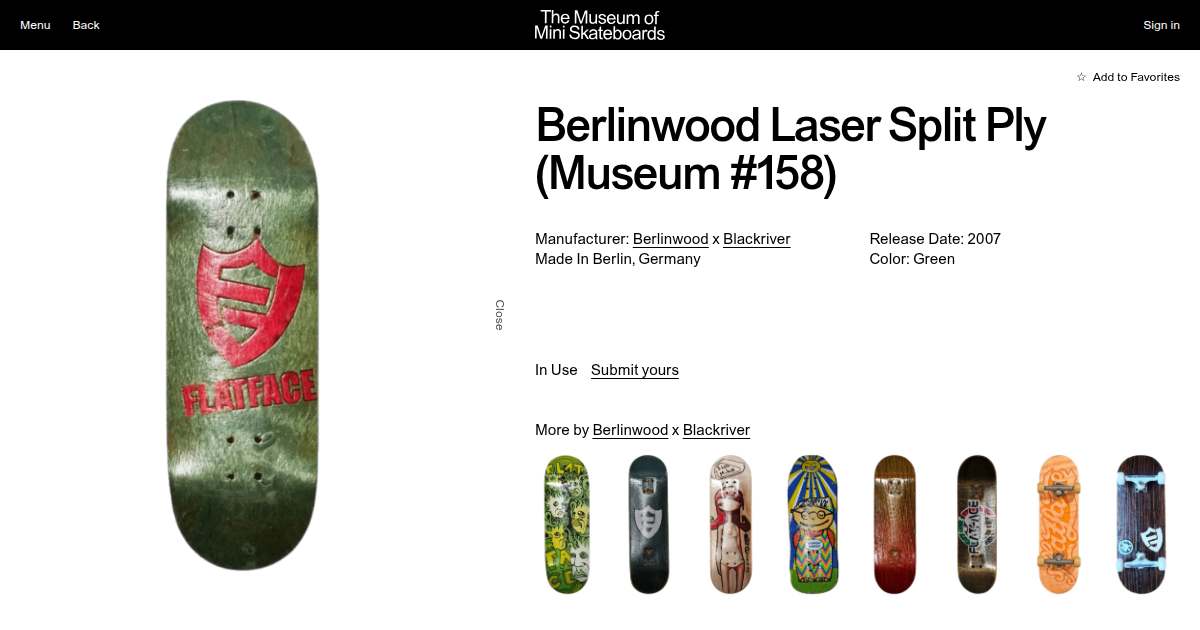 Menu
Back
The Museum of
Mini Skateboards
Sign in
☆ Add to Favorites
Berlinwood Laser Split Ply
(Museum #158)
Manufacturer: Berlinwood x Blackriver
Made In Berlin, Germany
Release Date: 2007
Color: Green
FLATFACE
Close
In Use Submit yours
More by Berlinwood x Blackriver
FLATFACE